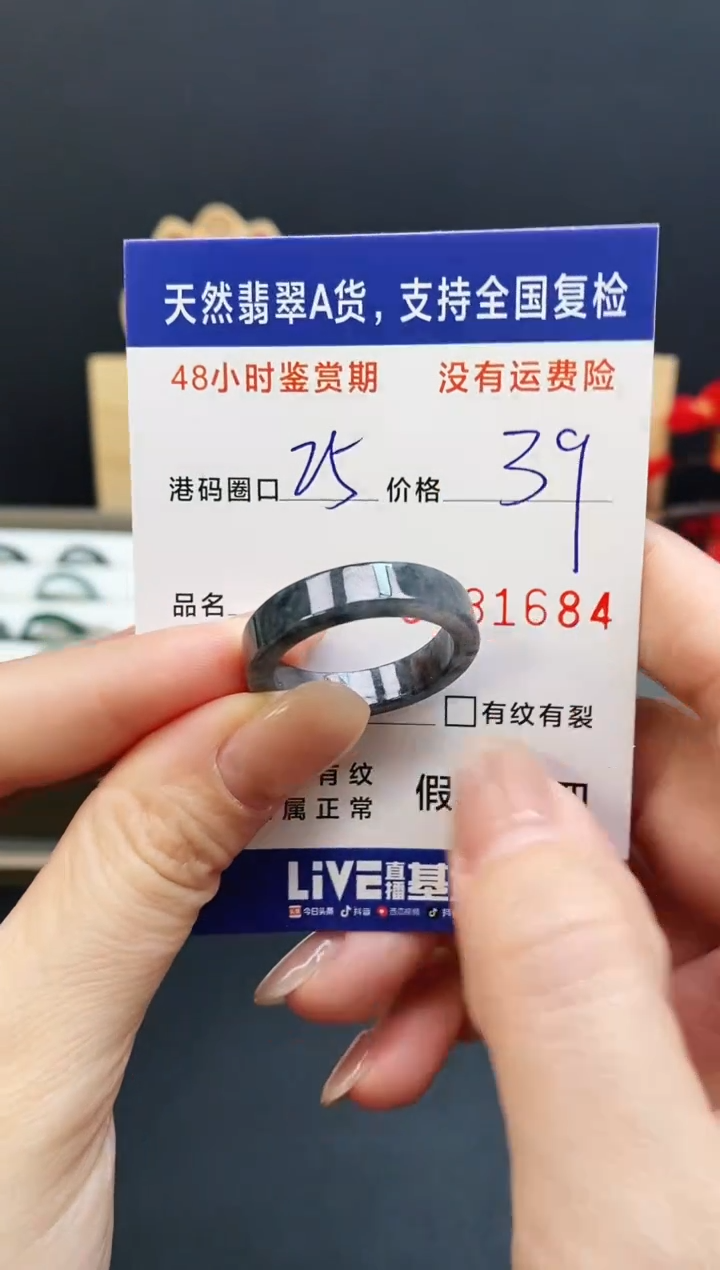 天然翡翠A货，支持全国复检
48小时鉴赏期 没有运费险
港码圈口 25 价格 39
品名 31684
□有纹有裂
有纹 假
属正常
LiVE直播基
今日头条 抖音 西瓜视频 抖